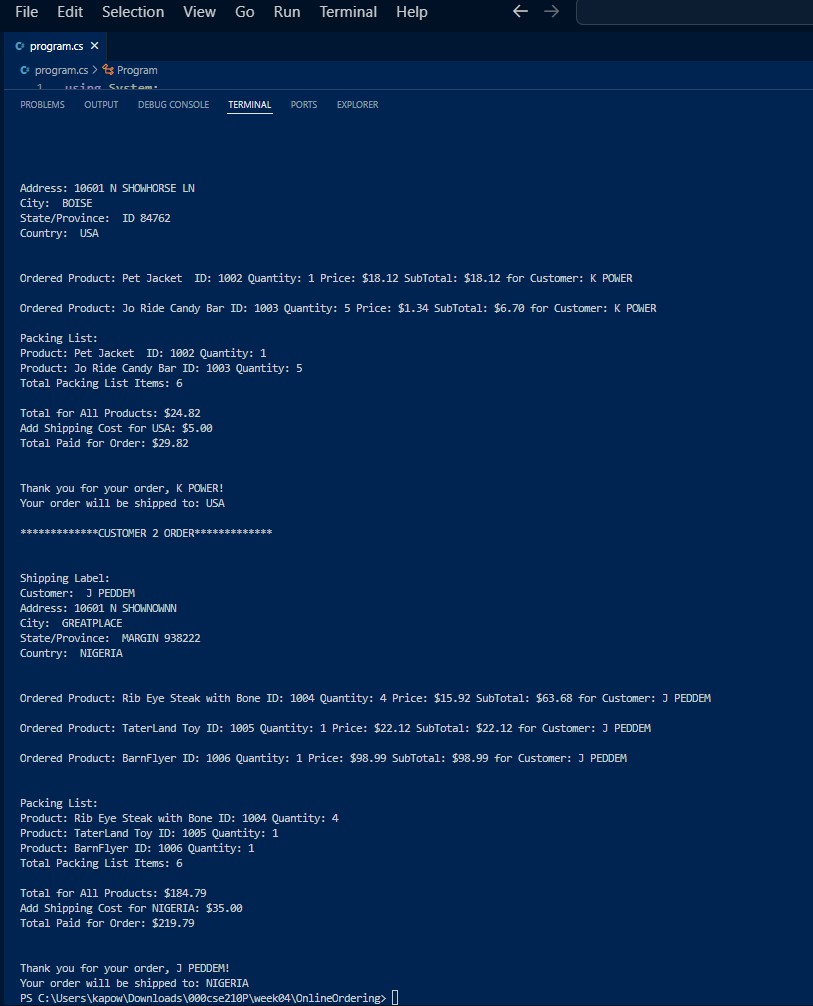 File Edit Selection View Go Run Terminal Help
program.cs
program.cs > Program
1 using System;
PROBLEMS OUTPUT DEBUG CONSOLE TERMINAL PORTS EXPLORER
Address: 10601 N SHOWHORSE LN
City:  BOISE
State/Province:  ID 84762
Country:  USA
Ordered Product: Pet Jacket  ID: 1002 Quantity: 1 Price: $18.12 SubTotal: $18.12 for Customer: K POWER
Ordered Product: Jo Ride Candy Bar ID: 1003 Quantity: 5 Price: $1.34 SubTotal: $6.70 for Customer: K POWER
Packing List:
Product: Pet Jacket  ID: 1002 Quantity: 1
Product: Jo Ride Candy Bar ID: 1003 Quantity: 5
Total Packing List Items: 6
Total for All Products: $24.82
Add Shipping Cost for USA: $5.00
Total Paid for Order: $29.82
Thank you for your order, K POWER!
Your order will be shipped to: USA
*************CUSTOMER 2 ORDER*************
Shipping Label:
Customer:  J PEDDEM
Address: 10601 N SHOWNOWNN
City:  GREATPLACE
State/Province:  MARGIN 938222
Country:  NIGERIA
Ordered Product: Rib Eye Steak with Bone ID: 1004 Quantity: 4 Price: $15.92 SubTotal: $63.68 for Customer: J PEDDEM
Ordered Product: TaterLand Toy ID: 1005 Quantity: 1 Price: $22.12 SubTotal: $22.12 for Customer: J PEDDEM
Ordered Product: BarnFlyer ID: 1006 Quantity: 1 Price: $98.99 SubTotal: $98.99 for Customer: J PEDDEM
Packing List:
Product: Rib Eye Steak with Bone ID: 1004 Quantity: 4
Product: TaterLand Toy ID: 1005 Quantity: 1
Product: BarnFlyer ID: 1006 Quantity: 1
Total Packing List Items: 6
Total for All Products: $184.79
Add Shipping Cost for NIGERIA: $35.00
Total Paid for Order: $219.79
Thank you for your order, J PEDDEM!
Your order will be shipped to: NIGERIA
PS C:\Users\kapow\Downloads\000cse210P\week04\OnlineOrdering>